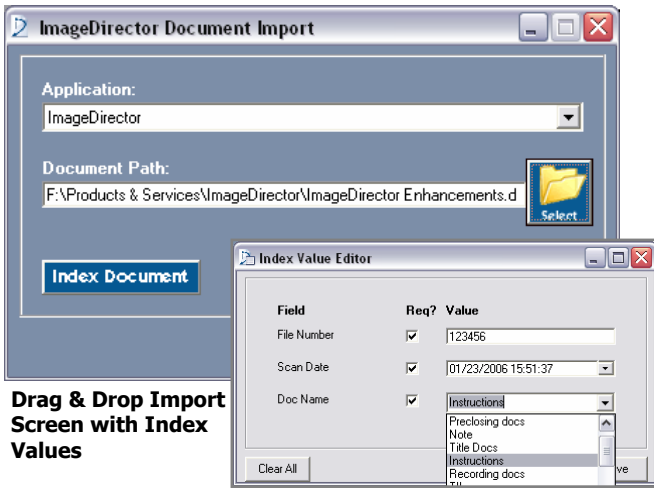 ImageDirector Document Import
Application:
ImageDirector
Document Path:
F:\Products & Services\ImageDirector\ImageDirector Enhancements.d
Select
Index Document
Index Value Editor
Field Req? Value
File Number 123456
Scan Date 01/23/2006 15:51:37
Doc Name Instructions
Preclosing docs
Note
Title Docs
Instructions
Recording docs
Clear All ve
Drag & Drop Import
Screen with Index
Values